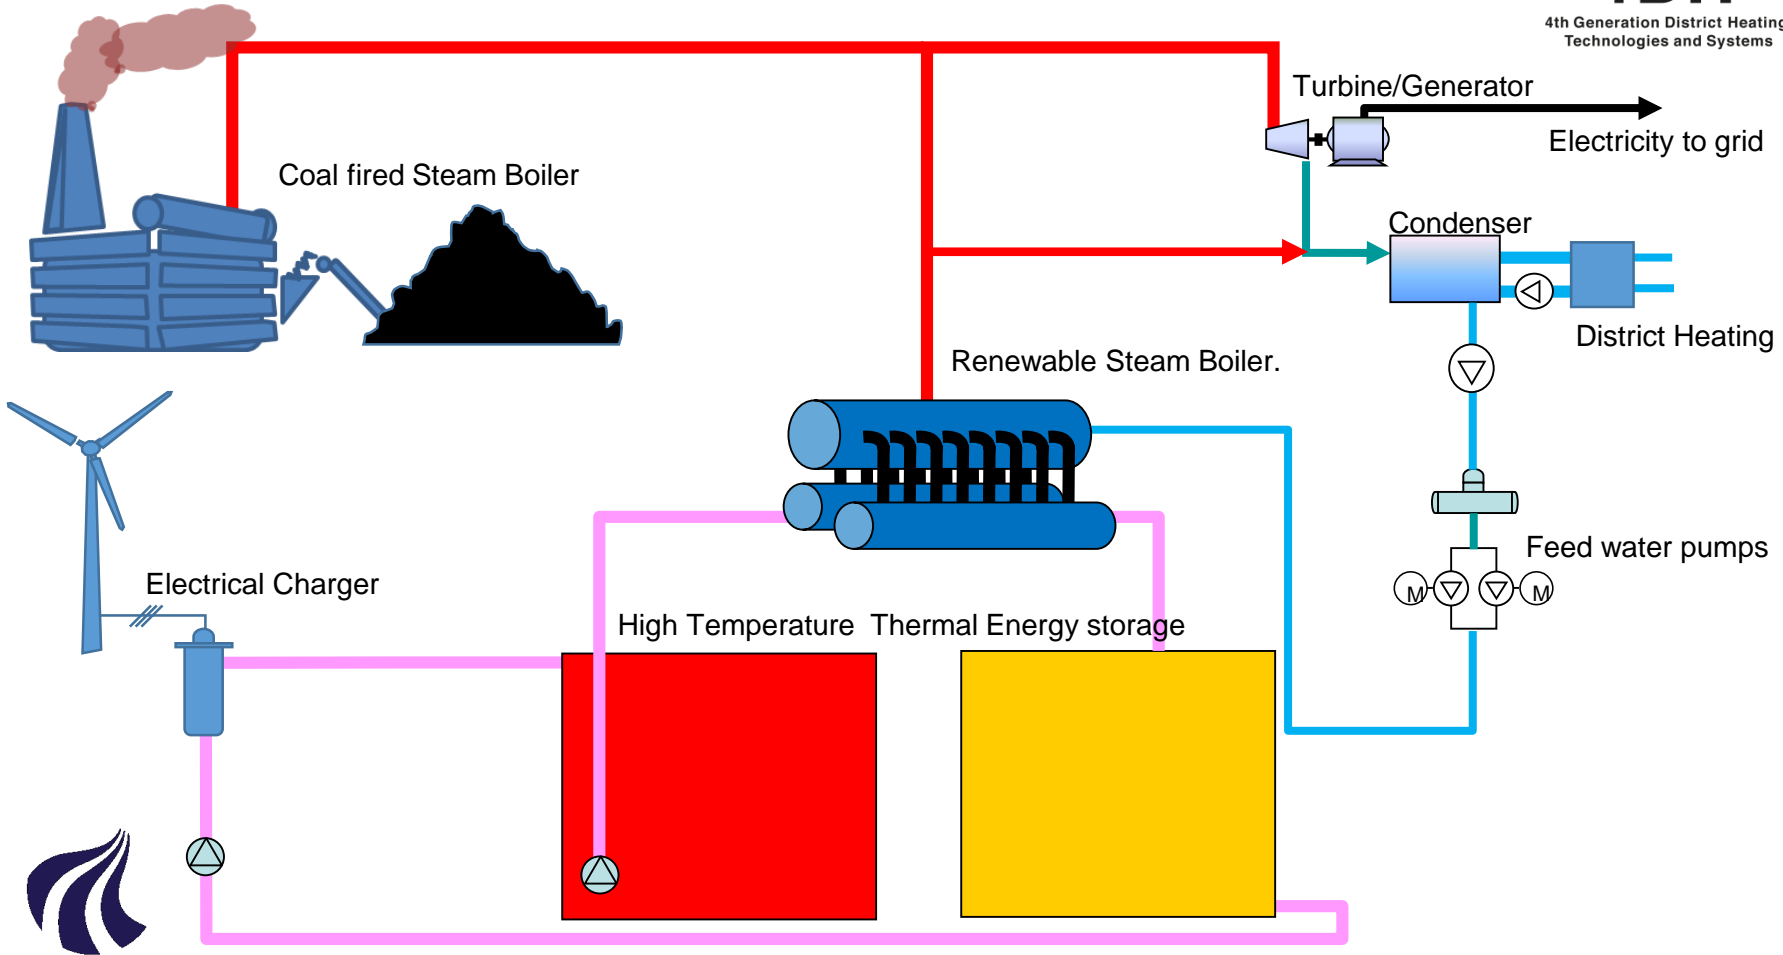 4th Generation District Heating
Technologies and Systems
Turbine/Generator
Electricity to grid
Coal fired Steam Boiler
Condenser
District Heating
Renewable Steam Boiler.
Feed water pumps
Electrical Charger
M
M
High Temperature Thermal Energy storage